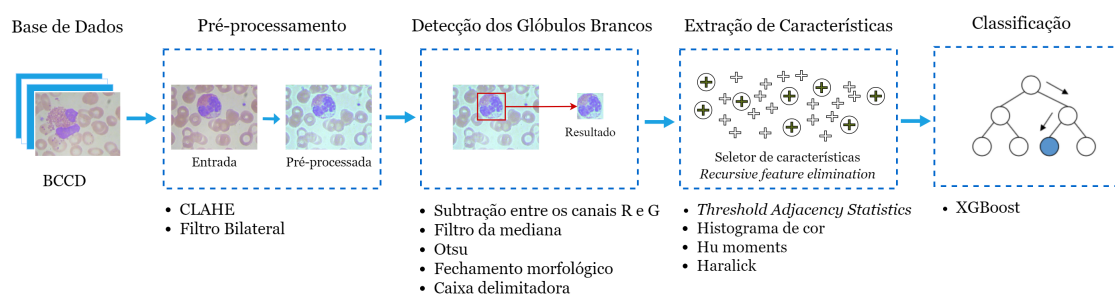 Base de Dados
BCCD
Pré-processamento
Entrada
Pré-processada
• CLAHE
• Filtro Bilateral
Detecção dos Glóbulos Brancos
Resultado
• Subtração entre os canais R e G
• Filtro da mediana
• Otsu
• Fechamento morfológico
• Caixa delimitadora
Extração de Características
Seletor de características
Recursive feature elimination
• Threshold Adjacency Statistics
• Histograma de cor
• Hu moments
• Haralick
Classificação
• XGBoost